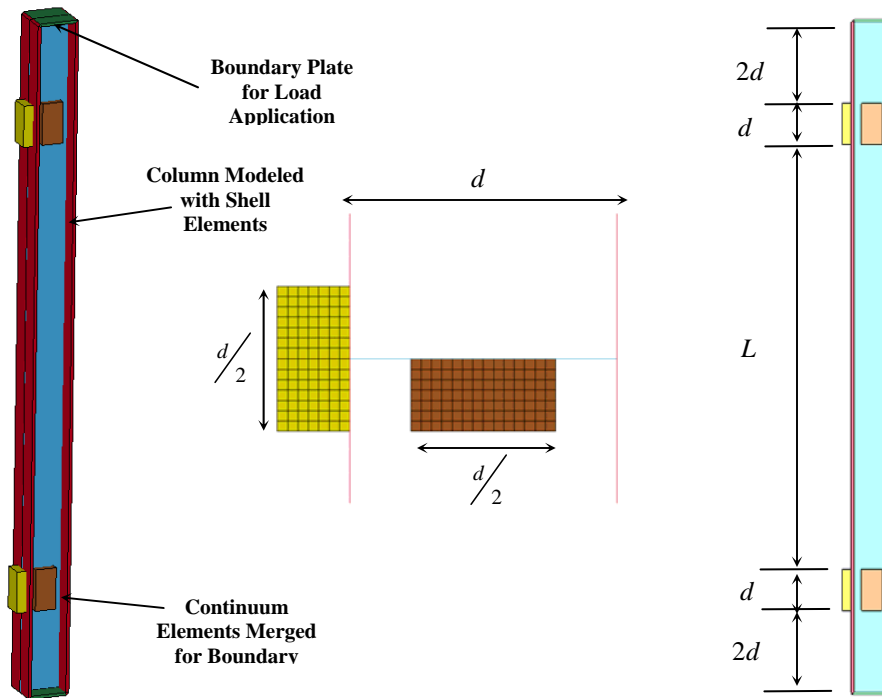 Boundary Plate
for Load
Application
Column Modeled
with Shell
Elements
Continuum
Elements Merged
for Boundary
d
d/2
d/2
2d
d
L
d
2d